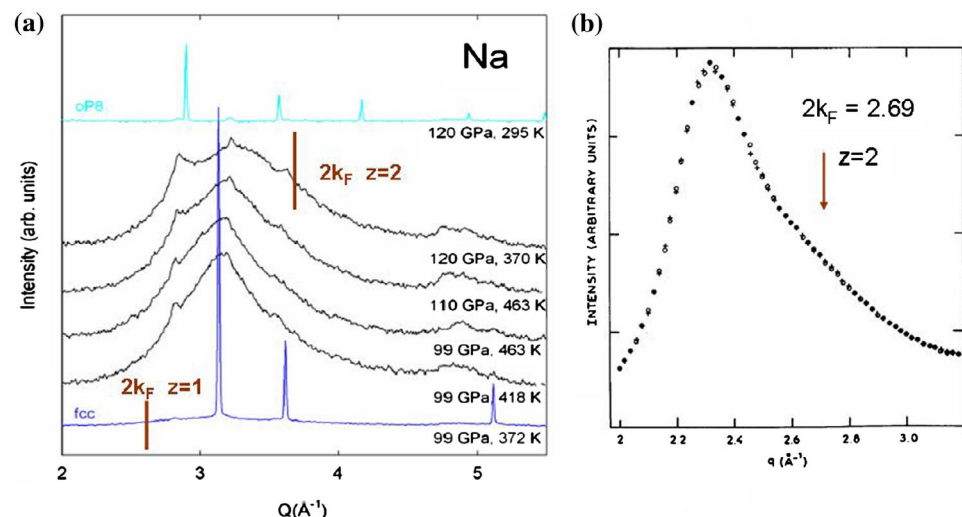 (a)
Na
oP8
120 GPa, 295 K
2kF z=2
120 GPa, 370 K
110 GPa, 463 K
99 GPa, 463 K
2kF z=1
99 GPa, 418 K
fcc
99 GPa, 372 K
Intensity (arb. units)
2 3 4 5
Q(Å⁻¹)
(b)
2kF = 2.69
z=2
INTENSITY (ARBITRARY UNITS)
2 2 2 2.4 2.6 2.8 3.0
q (Å⁻¹)